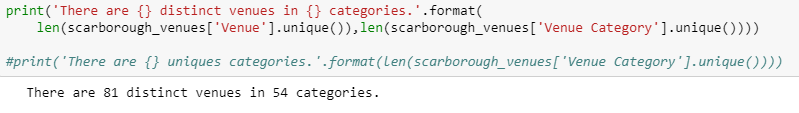 print('There are {} distinct venues in {} categories.'.format(
    len(scarborough_venues['Venue'].unique()),len(scarborough_venues['Venue Category'].unique())))
#print('There are {} uniques categories.'.format(len(scarborough_venues['Venue Category'].unique())))
There are 81 distinct venues in 54 categories.